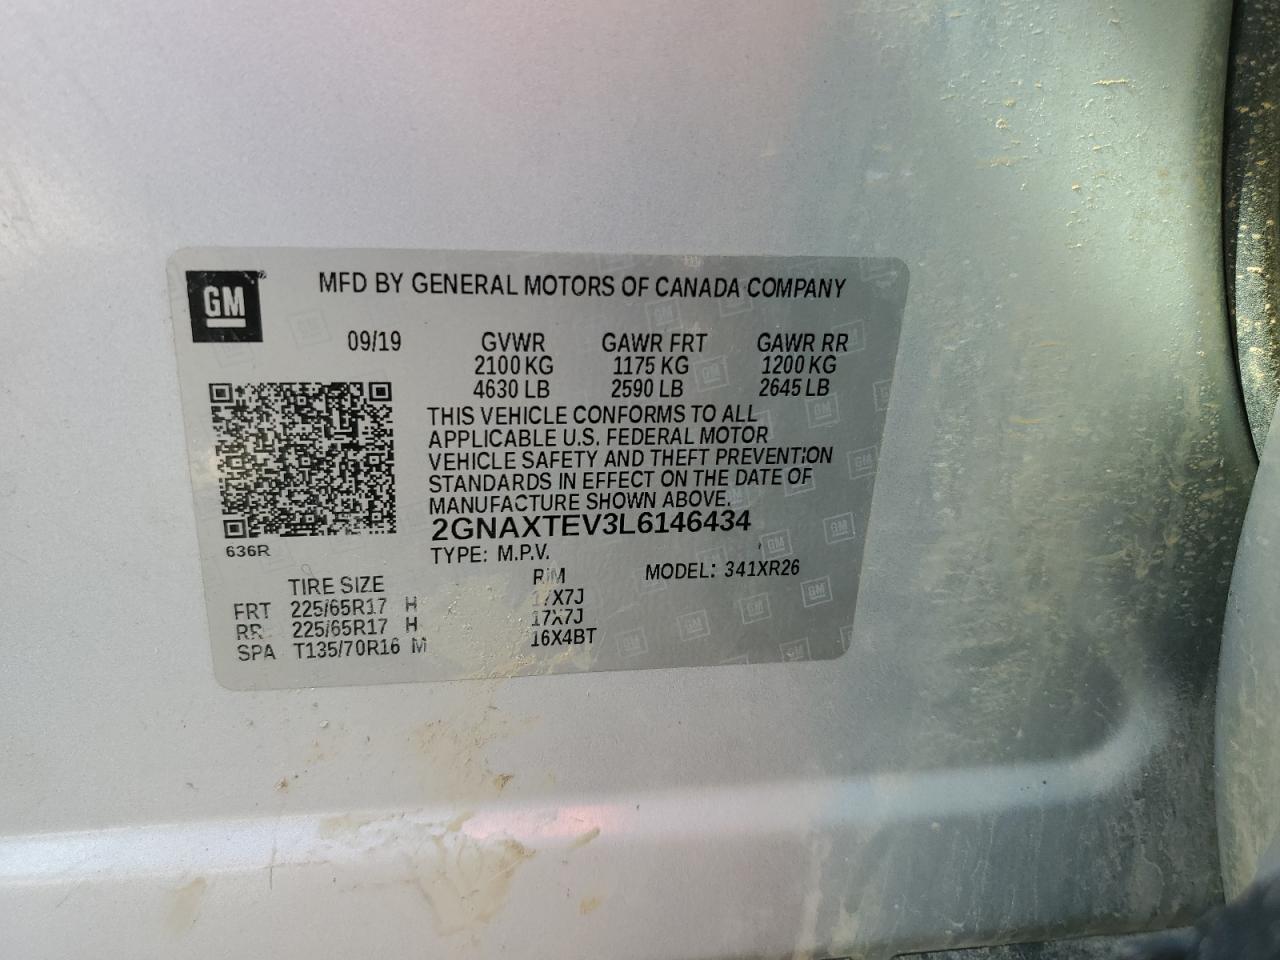 GM
MFD BY GENERAL MOTORS OF CANADA COMPANY
09/19 GVWR GAWR FRT GAWR RR
2100 KG 1175 KG 1200 KG
4630 LB 2590 LB 2645 LB
THIS VEHICLE CONFORMS TO ALL
APPLICABLE U.S. FEDERAL MOTOR
VEHICLE SAFETY AND THEFT PREVENTION
STANDARDS IN EFFECT ON THE DATE OF
MANUFACTURE SHOWN ABOVE.
2GNAXTEV3L6146434
636R
TYPE: M.P.V. MODEL: 341XR26
TIRE SIZE RIM
FRT 225/65R17 H 17X7J
RR 225/65R17 H 17X7J
SPA T135/70R16 M 16X4BT